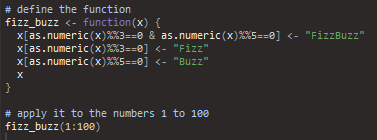 # define the function
fizz_buzz <- function(x) {
  x[as.numeric(x)%%3==0 & as.numeric(x)%%5==0] <- "FizzBuzz"
  x[as.numeric(x)%%3==0] <- "Fizz"
  x[as.numeric(x)%%5==0] <- "Buzz"
  x
}

# apply it to the numbers 1 to 100
fizz_buzz(1:100)